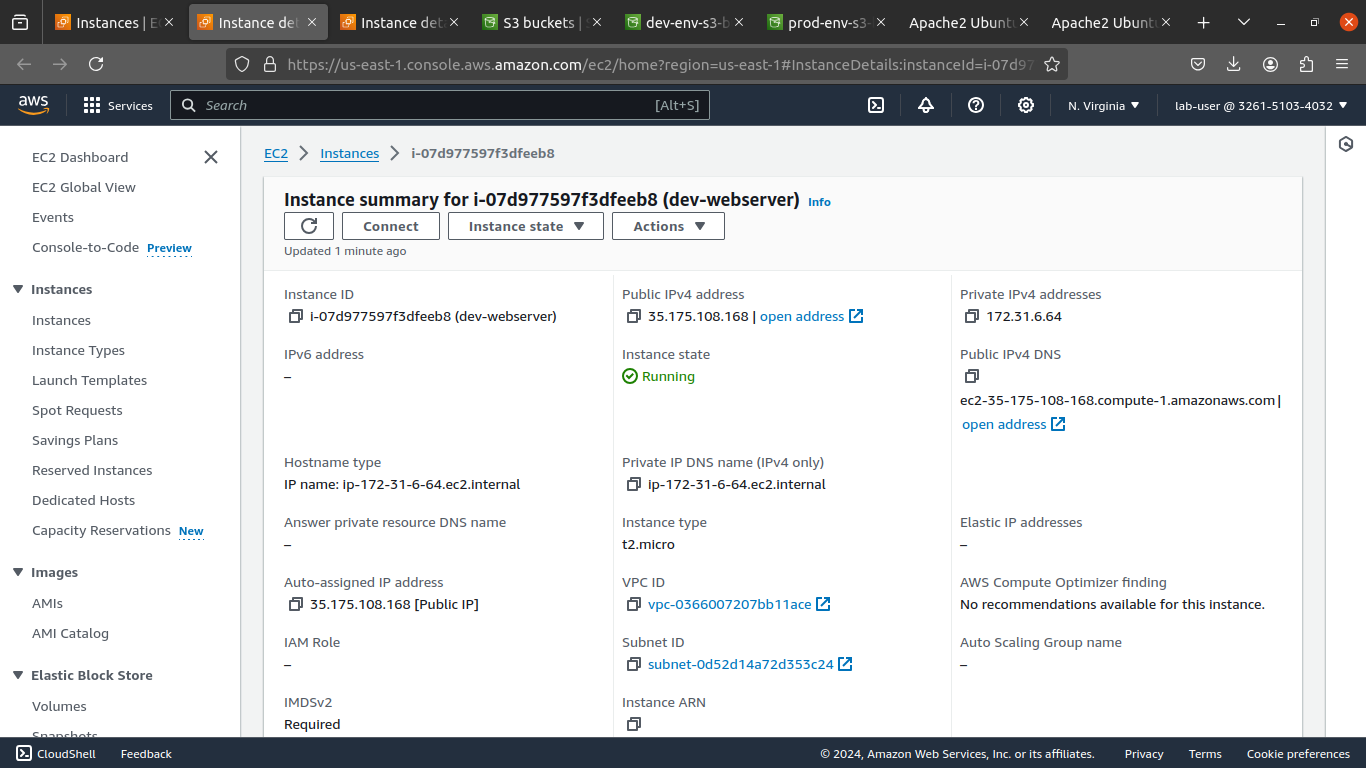 Instances | E
Instance de
Instance det
S3 buckets |
dev-env-s3-b
prod-env-s3-
Apache2 Ubunt
Apache2 Ubunt
https://us-east-1.console.aws.amazon.com/ec2/home?region=us-east-1#InstanceDetails:instanceId=i-07d97
aws
Services
Search
[Alt+S]
N. Virginia
lab-user @ 3261-5103-4032
EC2 Dashboard
EC2 Global View
Events
Console-to-Code Preview
Instances
Instances
Instance Types
Launch Templates
Spot Requests
Savings Plans
Reserved Instances
Dedicated Hosts
Capacity Reservations New
Images
AMIs
AMI Catalog
Elastic Block Store
Volumes
Snapshots
EC2 > Instances > i-07d977597f3dfeeb8
Instance summary for i-07d977597f3dfeeb8 (dev-webserver) Info
Connect
Instance state
Actions
Updated 1 minute ago
Instance ID
i-07d977597f3dfeeb8 (dev-webserver)
Public IPv4 address
35.175.108.168 | open address
Private IPv4 addresses
172.31.6.64
IPv6 address
–
Instance state
Running
Public IPv4 DNS
ec2-35-175-108-168.compute-1.amazonaws.com |
open address
Hostname type
IP name: ip-172-31-6-64.ec2.internal
Private IP DNS name (IPv4 only)
ip-172-31-6-64.ec2.internal
Answer private resource DNS name
–
Instance type
t2.micro
Elastic IP addresses
–
Auto-assigned IP address
35.175.108.168 [Public IP]
VPC ID
vpc-0366007207bb11ace
AWS Compute Optimizer finding
No recommendations available for this instance.
IAM Role
–
Subnet ID
subnet-0d52d14a72d353c24
Auto Scaling Group name
–
IMDSv2
Required
Instance ARN
CloudShell
Feedback
© 2024, Amazon Web Services, Inc. or its affiliates.
Privacy
Terms
Cookie preferences